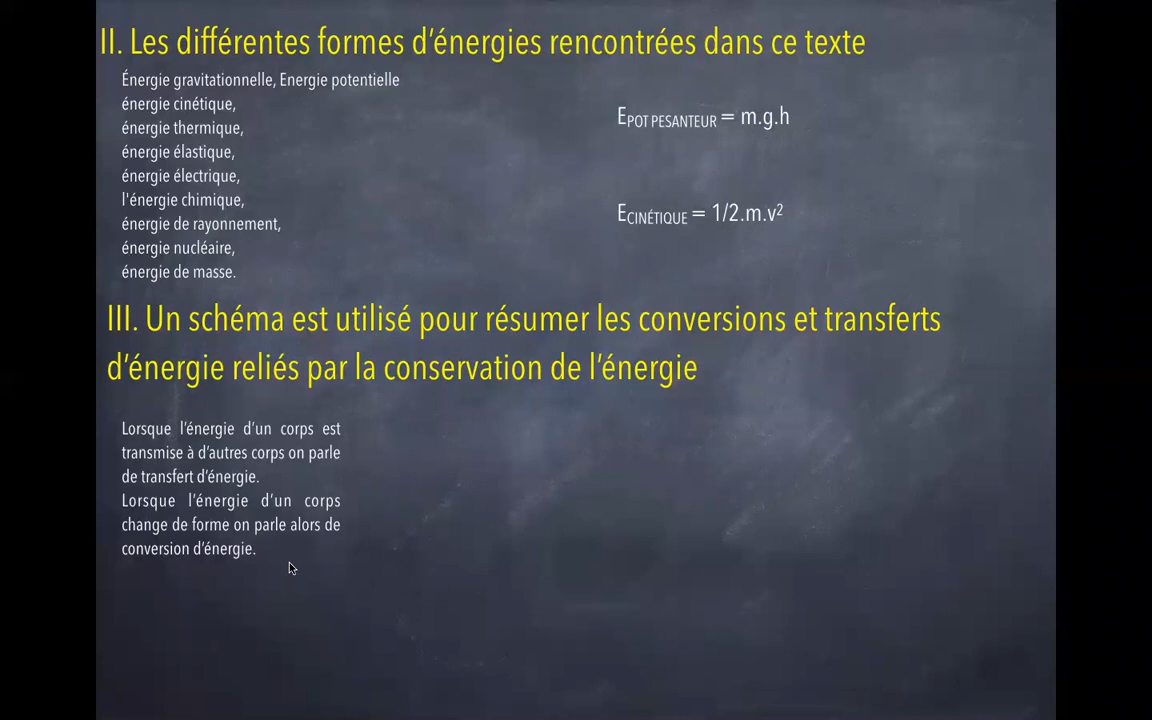 II. Les différentes formes d’énergies rencontrées dans ce texte
Énergie gravitationnelle, Energie potentielle
énergie cinétique,
énergie thermique,
énergie élastique,
énergie électrique,
l'énergie chimique,
énergie de rayonnement,
énergie nucléaire,
énergie de masse.
EPOT PESANTEUR = m.g.h
ECINÉTIQUE = 1/2.m.v²
III. Un schéma est utilisé pour résumer les conversions et transferts
d’énergie reliés par la conservation de l’énergie
Lorsque l’énergie d’un corps est
transmise à d’autres corps on parle
de transfert d’énergie.
Lorsque l’énergie d’un corps
change de forme on parle alors de
conversion d’énergie.